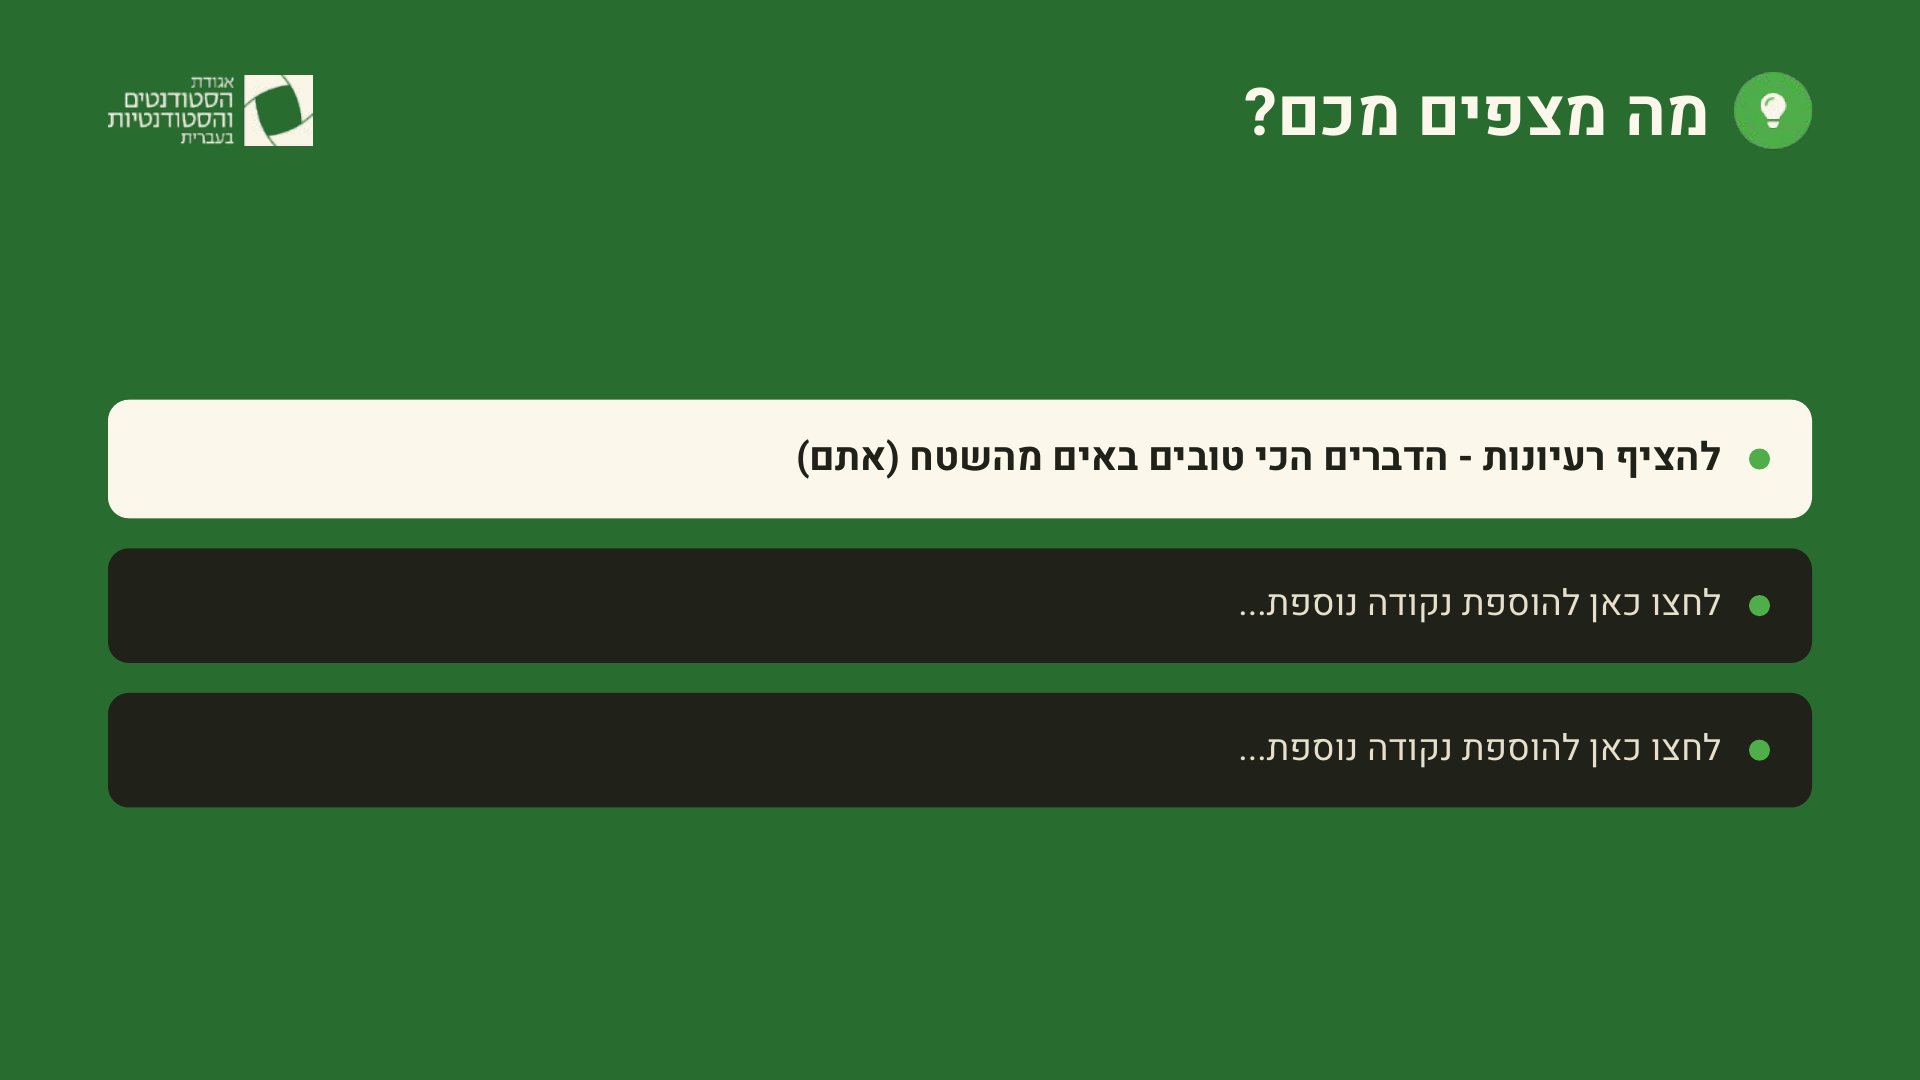 מה מצפים מכם?
אגודת
הסטודנטים
והסטודנטיות
בעברית
להציף רעיונות - הדברים הכי טובים באים מהשטח (אתם)
לחצו כאן להוספת נקודה נוספת...
לחצו כאן להוספת נקודה נוספת...